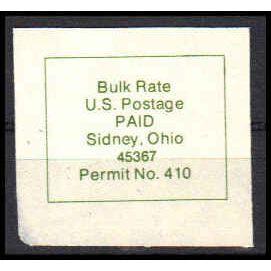 Bulk Rate
U.S. Postage
PAID
Sidney, Ohio
45367
Permit No. 410